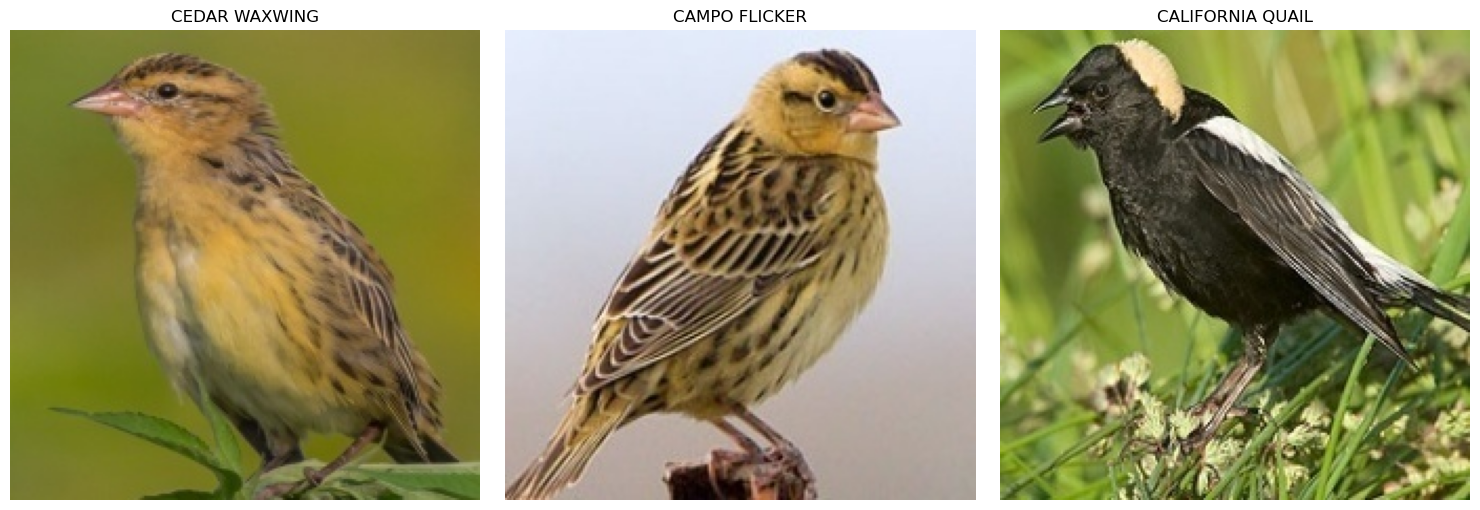 CEDAR WAXWING
CAMPO FLICKER
CALIFORNIA QUAIL